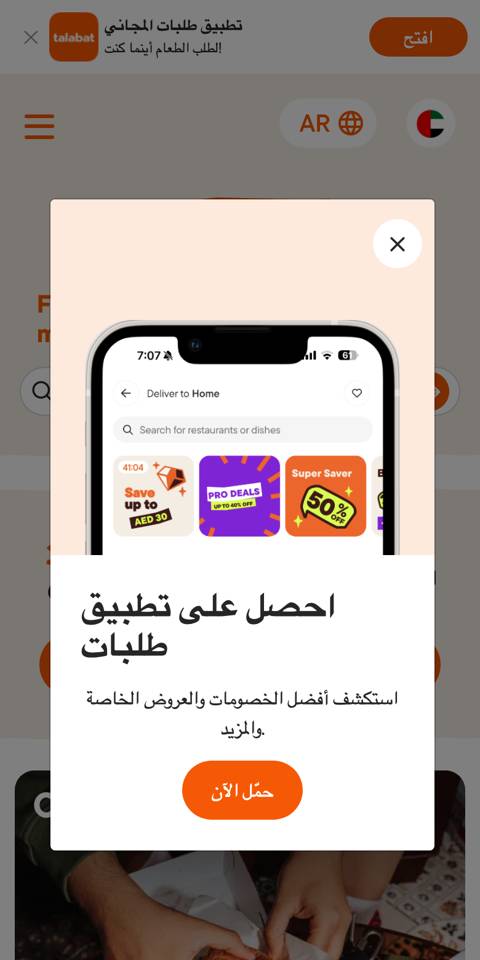 تطبيق طلبات المجاني
لطلب الطعام أينما كنت!
talabat
افتح
AR
7:07
61
Deliver to Home
Search for restaurants or dishes
41:04
Save
up to
AED 30
PRO DEALS
UP TO 40% OFF
Super Saver
50%
OFF
احصل على تطبيق
طلبات
استكشف أفضل الخصومات والعروض الخاصة
والمزيد.
حمّل الآن